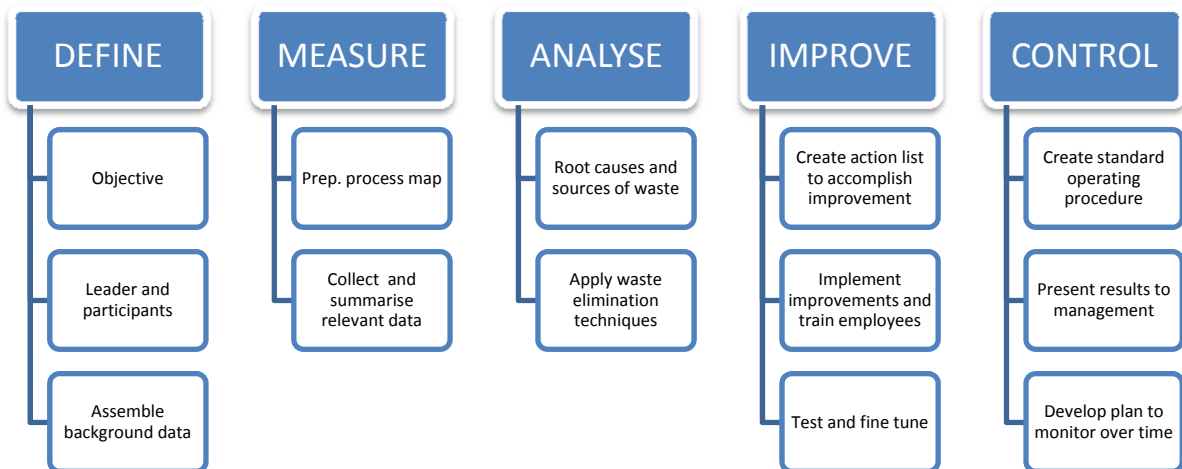 DEFINE
Objective
Leader and
participants
Assemble
background data
MEASURE
Prep. process map
Collect and
summarise
relevant data
ANALYSE
Root causes and
sources of waste
Apply waste
elimination
techniques
IMPROVE
Create action list
to accomplish
improvement
Implement
improvements and
train employees
Test and fine tune
CONTROL
Create standard
operating
procedure
Present results to
management
Develop plan to
monitor over time